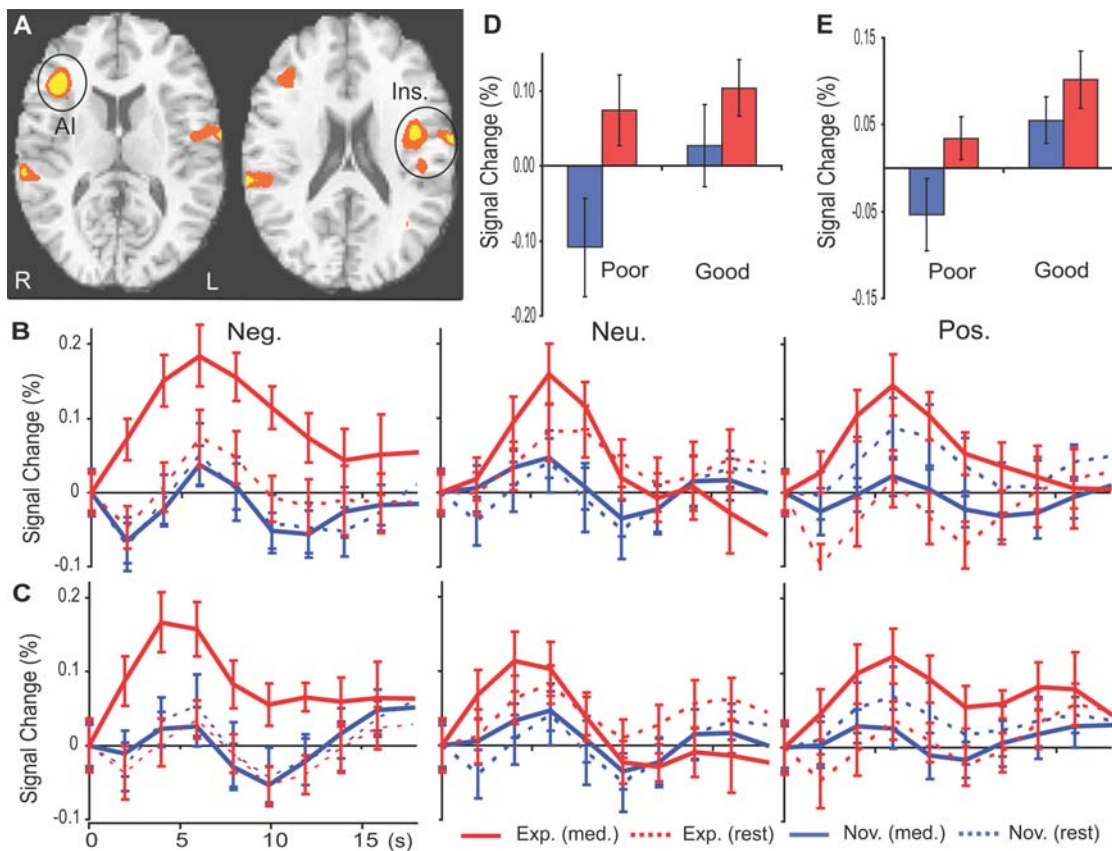 A
AI
Ins.
R
L
D
Signal Change (%)
0.10
0.00
-0.10
-0.20
Poor
Good
E
Signal Change (%)
0.15
0.00
-0.05
-0.15
Poor
Good
B
Neg.
Neu.
Pos.
Signal Change (%)
0.2
0.1
0
-0.1
C
Signal Change (%)
0.2
0.1
0
-0.1
0
5
10
(s)
Exp. (med.)
Exp. (rest)
Nov. (med.)
Nov. (rest)